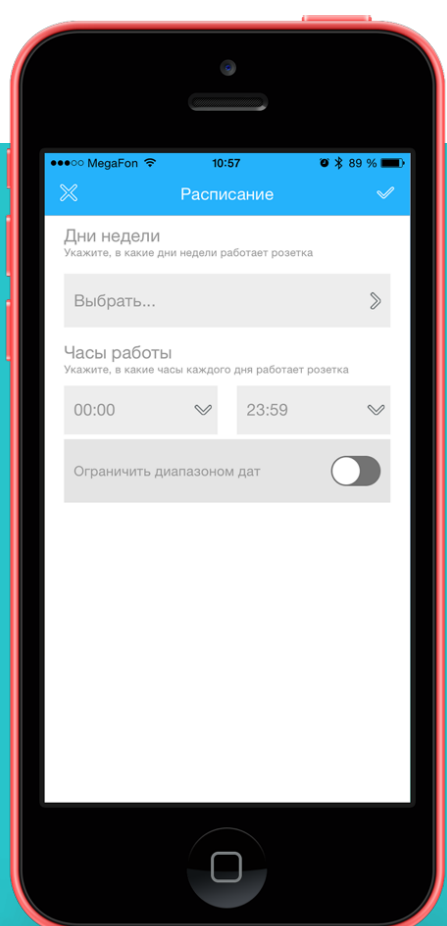 MegaFon 10:57 89 %
Расписание
Дни недели
Укажите, в какие дни недели работает розетка
Выбрать...
Часы работы
Укажите, в какие часы каждого дня работает розетка
00:00 23:59
Ограничить диапазоном дат